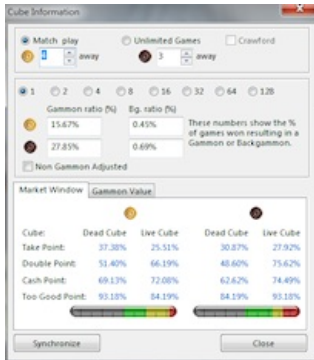 Cube Information
Match play Unlimited Games Crawford
away 3 away
1 2 4 8 16 32 64 128
Gammon ratio (%) Bg. ratio (%)
15.67% 0.45%
27.85% 0.69%
These numbers show the %
of games won resulting in a
Gammon or Backgammon.
Non Gammon Adjusted
Market Window Gammon Value
Cube: Dead Cube Live Cube Dead Cube Live Cube
Take Point: 37.38% 25.51% 30.87% 27.92%
Double Point: 51.40% 66.19% 48.60% 75.62%
Cash Point: 69.13% 72.08% 62.62% 74.49%
Too Good Point: 93.18% 84.19% 84.19% 93.18%
Synchronize Close